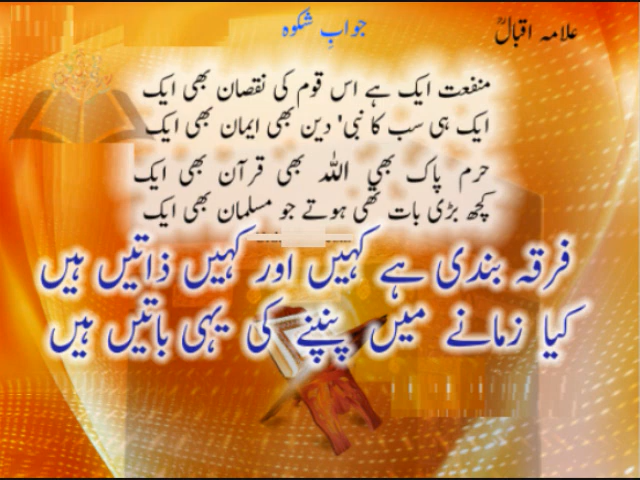 علامہ اقبالؒ
جوابِ شکوہ
منفعت ایک ہے اس قوم کی نقصان بھی ایک
ایک ہی سب کا نبی' دین بھی ایمان بھی ایک
حرم پاک بھی اللہ بھی قرآن بھی ایک
کچھ بڑی بات تھی ہوتے جو مسلمان بھی ایک
فرقہ بندی ہے کہیں اور کہیں ذاتیں ہیں
کیا زمانے میں پنپنے کی یہی باتیں ہیں